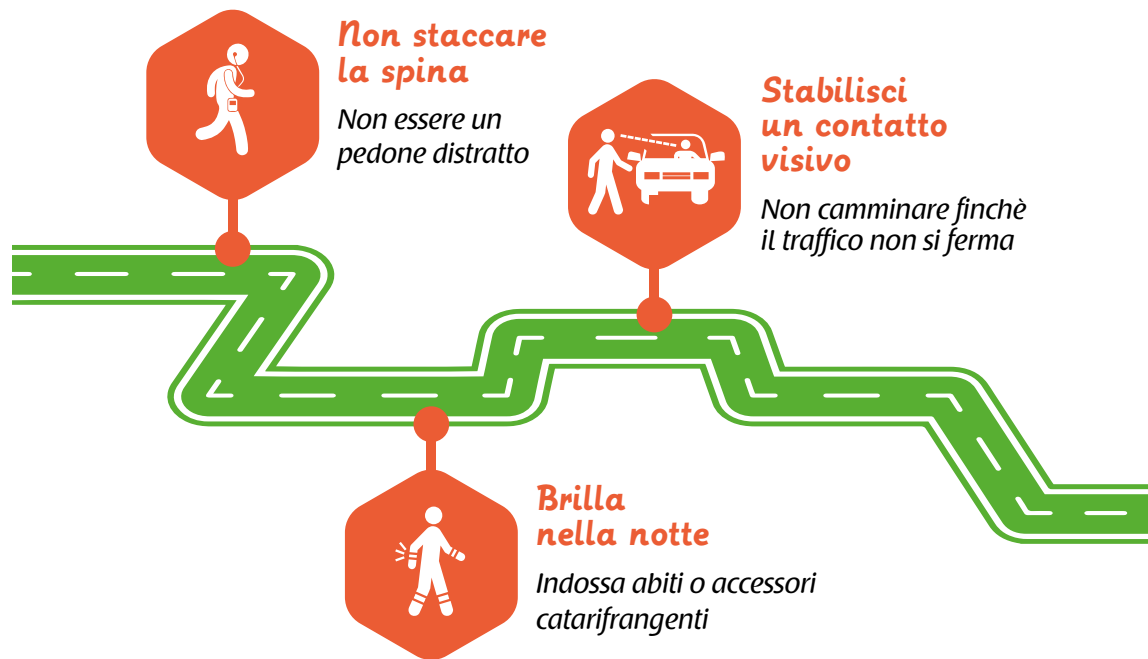 Non staccare
la spina
Non essere un
pedone distratto
Stabilisci
un contatto
visivo
Non camminare finchè
il traffico non si ferma
Brilla
nella notte
Indossa abiti o accessori
catarifrangenti